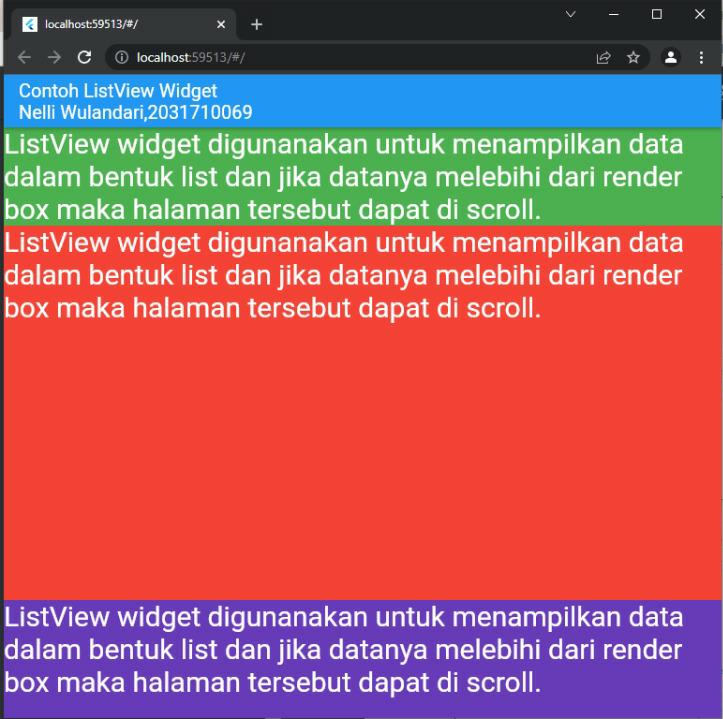 localhost:59513/#/
localhost:59513/#/
Contoh ListView Widget
Nelli Wulandari,2031710069
ListView widget digunanakan untuk menampilkan data
dalam bentuk list dan jika datanya melebihi dari render
box maka halaman tersebut dapat di scroll.
ListView widget digunanakan untuk menampilkan data
dalam bentuk list dan jika datanya melebihi dari render
box maka halaman tersebut dapat di scroll.
ListView widget digunanakan untuk menampilkan data
dalam bentuk list dan jika datanya melebihi dari render
box maka halaman tersebut dapat di scroll.